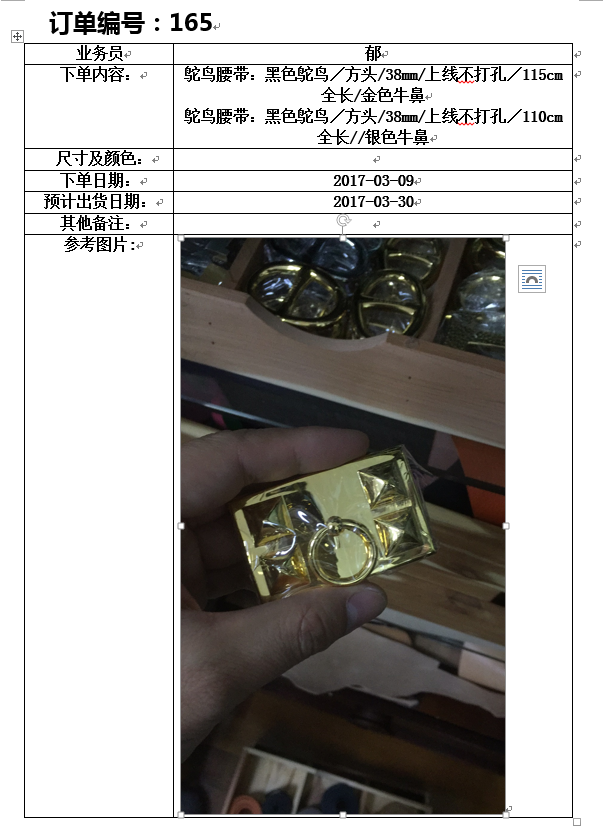 订单编号：165
业务员
郁
下单内容：
鸵鸟腰带：黑色鸵鸟／方头/38mm/上线不打孔／115cm
全长/金色牛鼻
鸵鸟腰带：黑色鸵鸟／方头/38mm/上线不打孔／110cm
全长//银色牛鼻
尺寸及颜色：
下单日期：
2017-03-09
预计出货日期：
2017-03-30
其他备注：
参考图片: